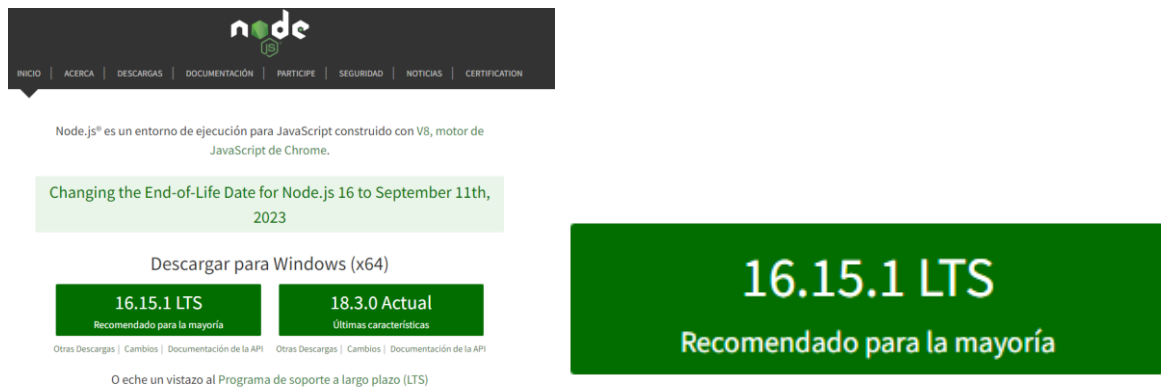 node
JS
INICIO | ACERCA | DESCARGAS | DOCUMENTACIÓN | PARTICIPE | SEGURIDAD | NOTICIAS | CERTIFICATION
Node.js® es un entorno de ejecución para JavaScript construido con V8, motor de
JavaScript de Chrome.
Changing the End-of-Life Date for Node.js 16 to September 11th,
2023
Descargar para Windows (x64)
16.15.1 LTS
Recomendado para la mayoría
18.3.0 Actual
Últimas características
Otras Descargas | Cambios | Documentación de la API
Otras Descargas | Cambios | Documentación de la API
O eche un vistazo al Programa de soporte a largo plazo (LTS)
16.15.1 LTS
Recomendado para la mayoría